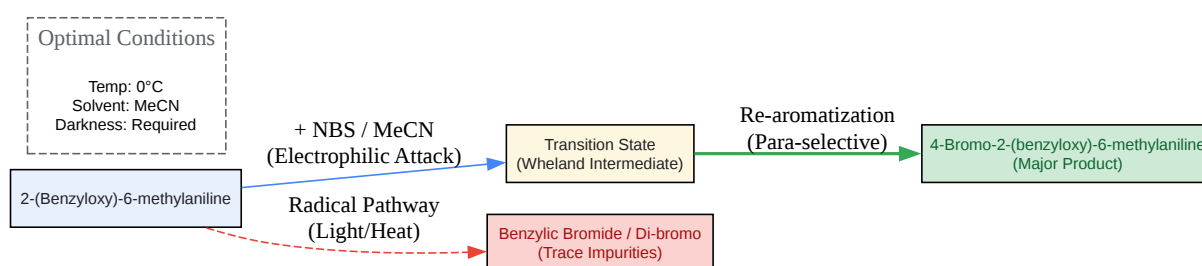 Optimal Conditions
Temp: 0°C
Solvent: MeCN
Darkness: Required
2-(Benzyloxy)-6-methylaniline
+ NBS / MeCN
(Electrophilic Attack)
Radical Pathway
(Light/Heat)
Transition State
(Wheland Intermediate)
Benzylic Bromide / Di-bromo
(Trace Impurities)
Re-aromatization
(Para-selective)
4-Bromo-2-(benzyloxy)-6-methylaniline
(Major Product)